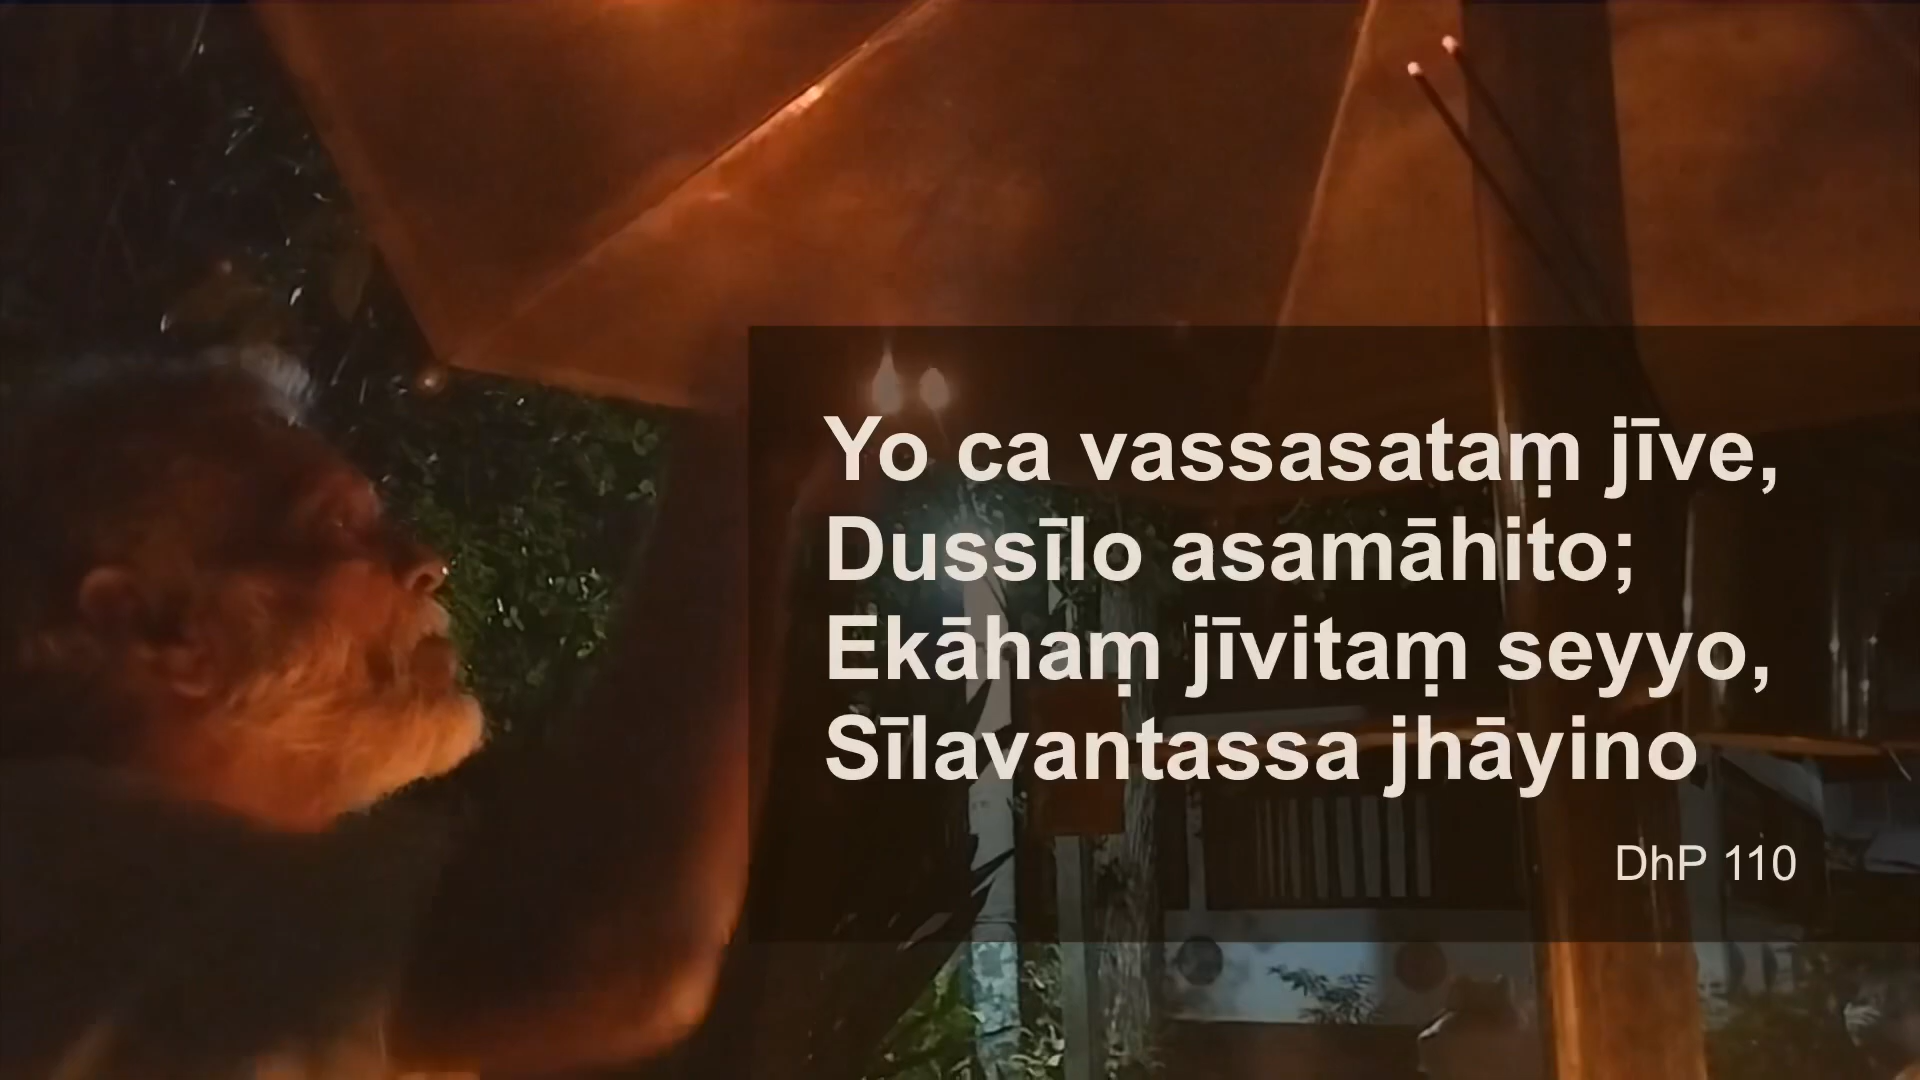 Yo ca vassasataṃ jīve,
Dussīlo asamāhito;
Ekāhaṃ jīvitaṃ seyyo,
Sīlavantassa jhāyino
DhP 110